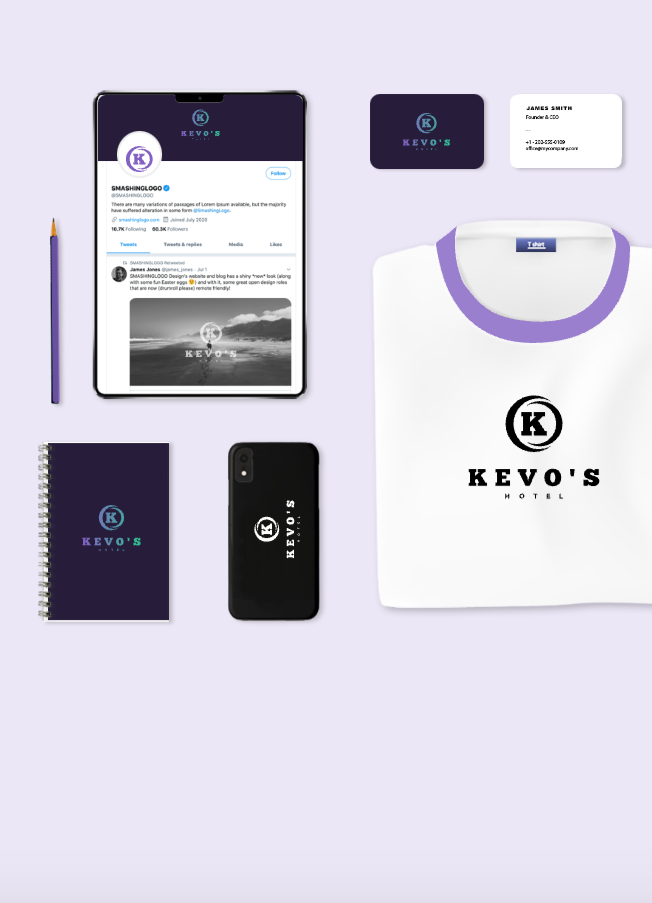 K
KEVO'S
HOTEL
K
Follow
SMASHINGLOGO
@SMASHINGLOGO
There are many variations of passages of Lorem Ipsum available, but the majority
have suffered alteration in some form @SmashingLogo.
smashinglogo.com Joined July 2020
10.7K Following 60.3K Followers
Tweets Tweets & replies Media Likes
SMASHINGLOGO Retweeted
James Jones @james_jones · Jul 1
SMASHINGLOGO Design's website and blog has a shiny *new* look (along
with some fun Easter eggs 😉) and with it, some great open design roles
that are now (drumroll please) remote friendly!
K
KEVO'S
K
KEVO'S
HOTEL
JAMES SMITH
Founder & CEO
+1 - 202-555-0109
office@mycompany.com
T shirt
K
KEVO'S
HOTEL
K
KEVO'S
HOTEL
K
KEVO'S
HOTEL